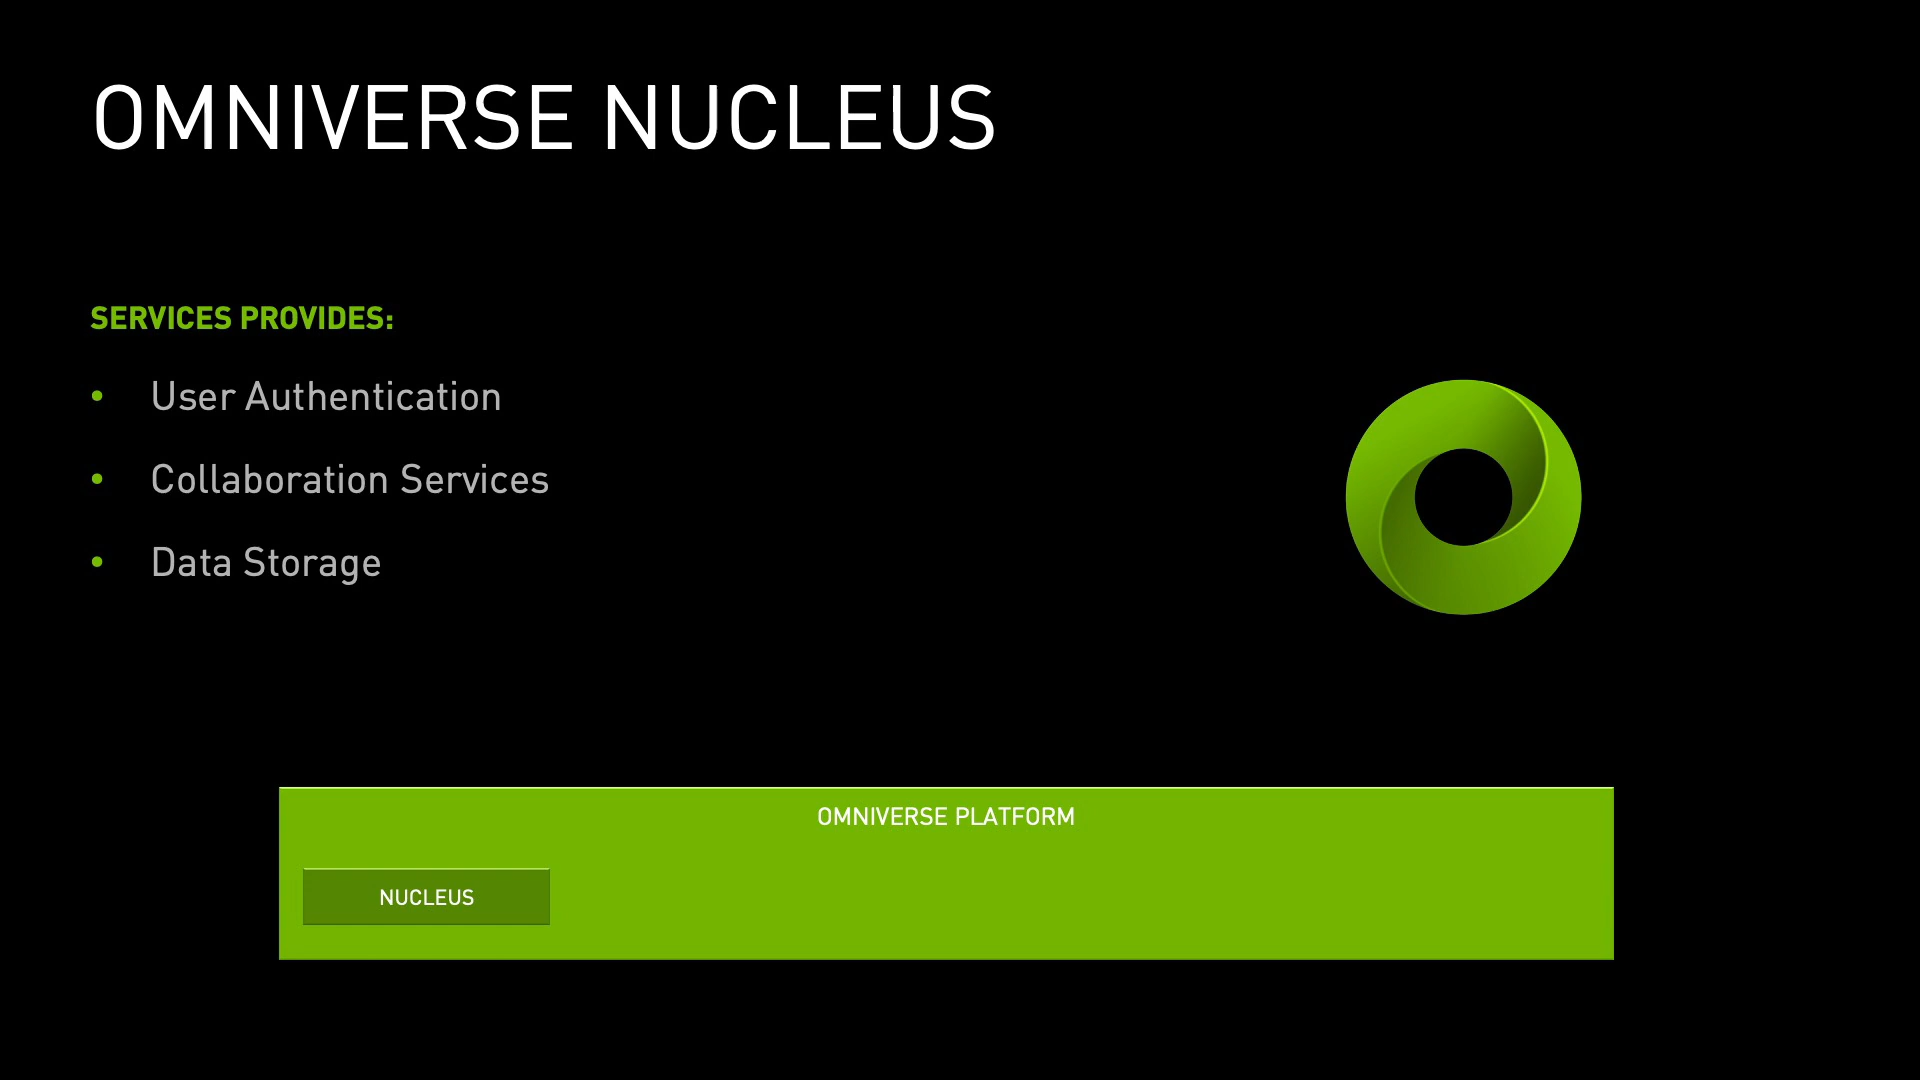 OMNIVERSE NUCLEUS
SERVICES PROVIDES:
• User Authentication
• Collaboration Services
• Data Storage
OMNIVERSE PLATFORM
NUCLEUS